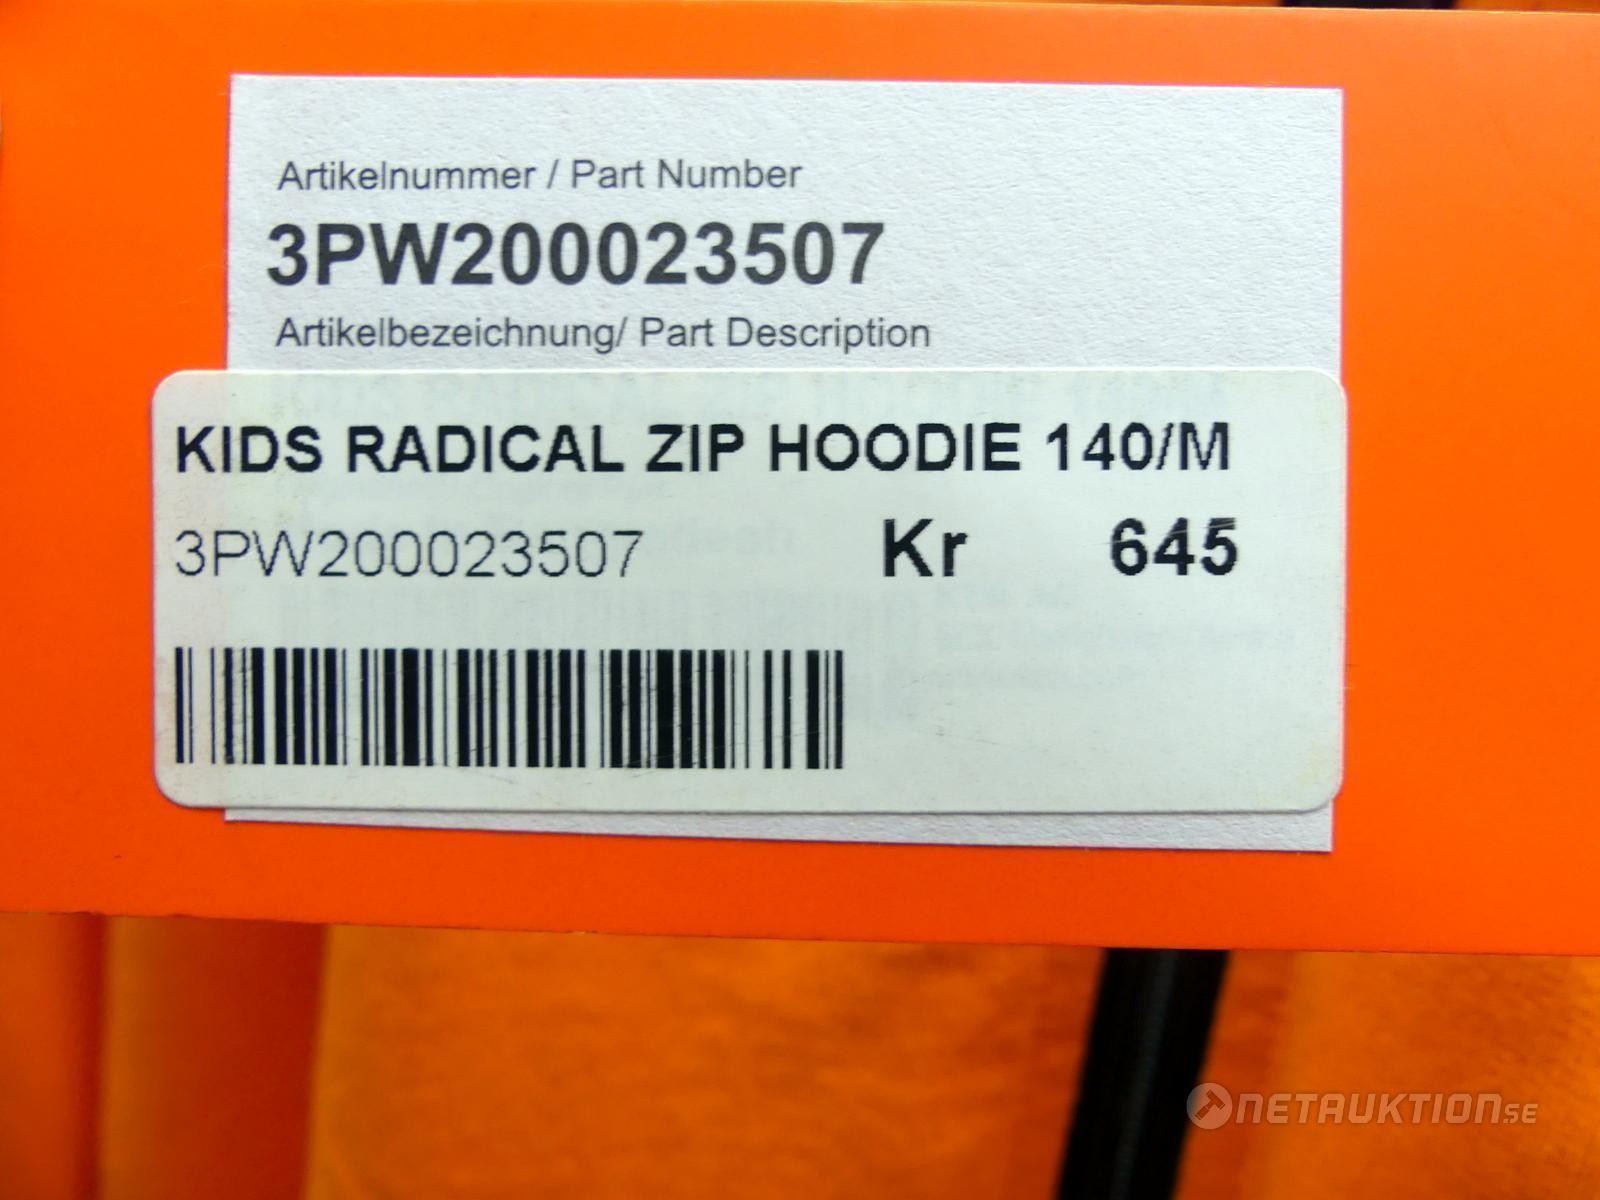 Artikelnummer / Part Number
3PW200023507
Artikelbezeichnung/ Part Description
KIDS RADICAL ZIP HOODIE 140/M
3PW200023507 Kr 645
NETAUKTION.SE